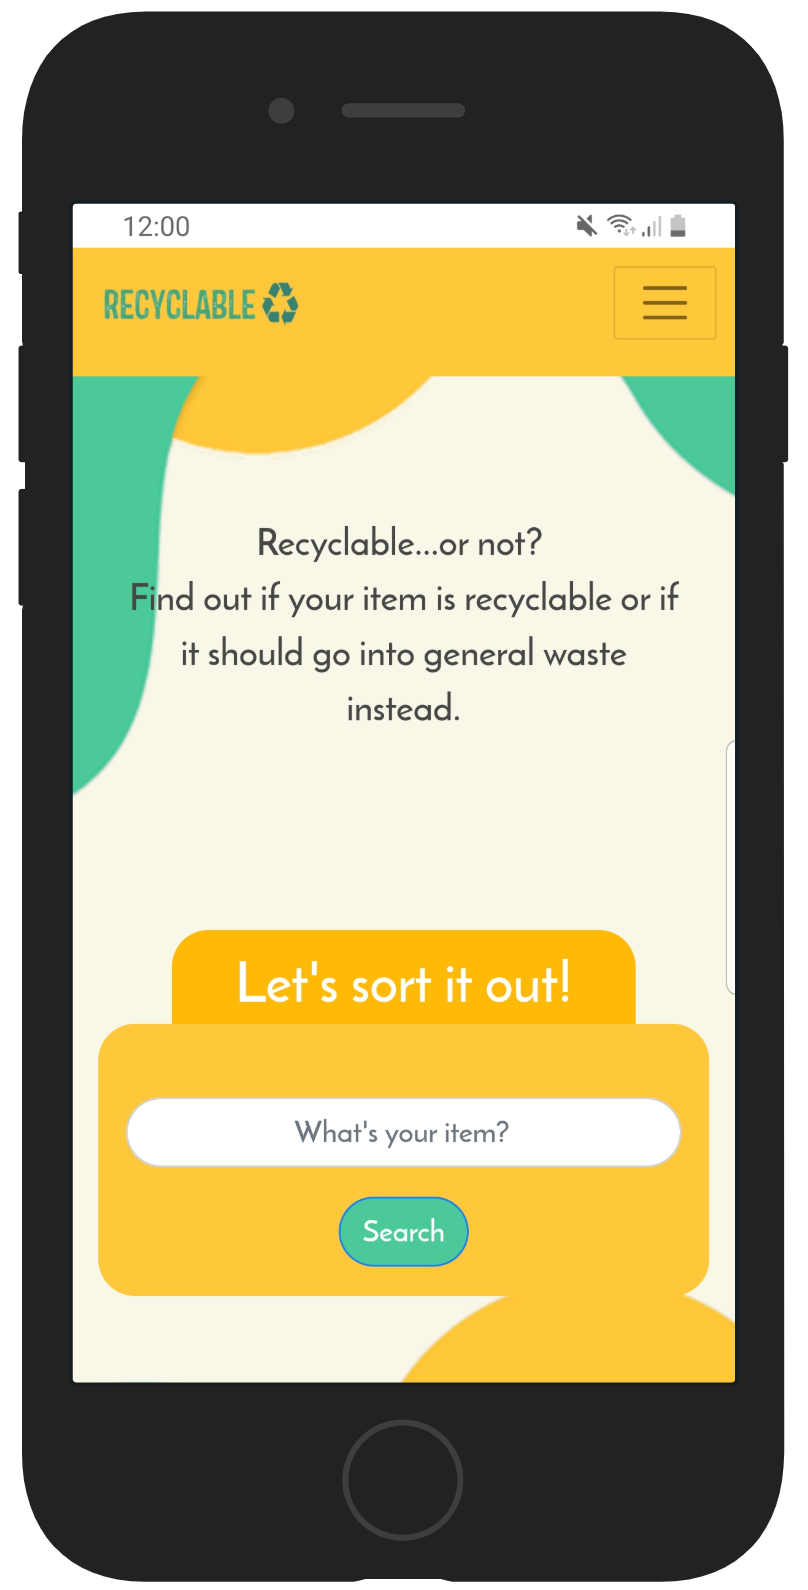 12:00
RECYCLABLE
Recyclable...or not?
Find out if your item is recyclable or if
it should go into general waste
instead.
Let's sort it out!
What's your item?
Search